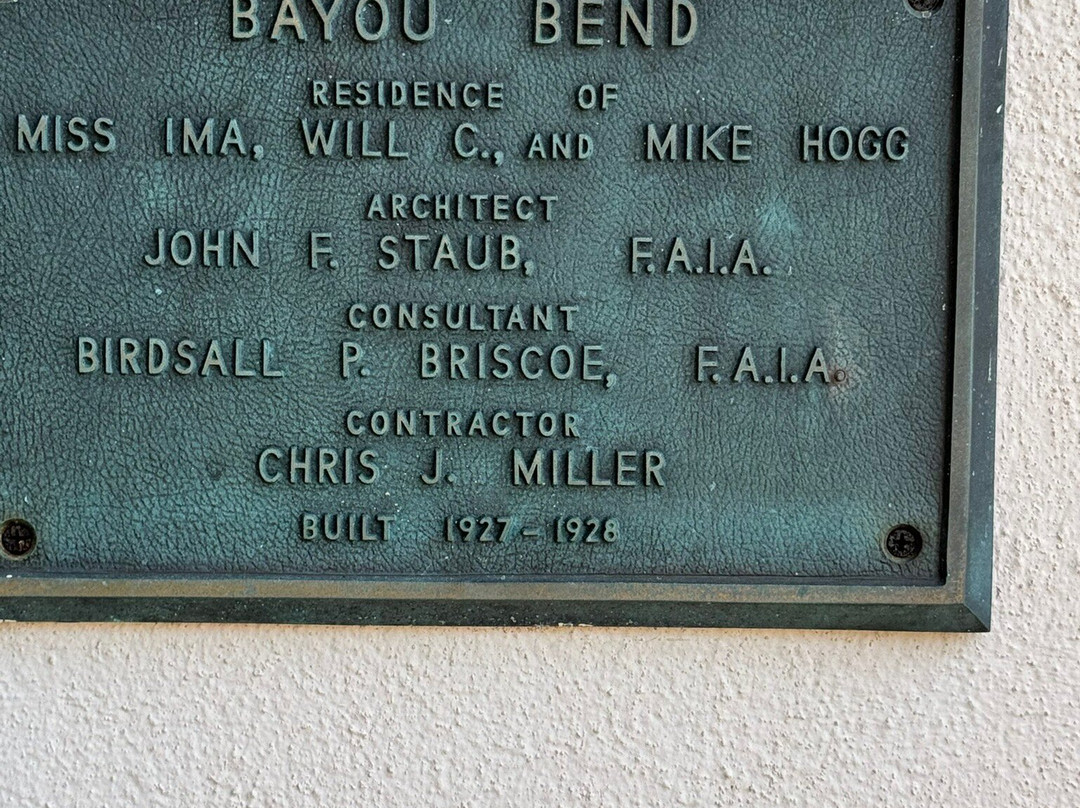 BAYOU BEND
RESIDENCE OF
MISS IMA, WILL C., AND MIKE HOGG
ARCHITECT
JOHN F. STAUB, F.A.I.A.
CONSULTANT
BIRDSALL P. BRISCOE, F.A.I.A.
CONTRACTOR
CHRIS J. MILLER
BUILT 1927-1928